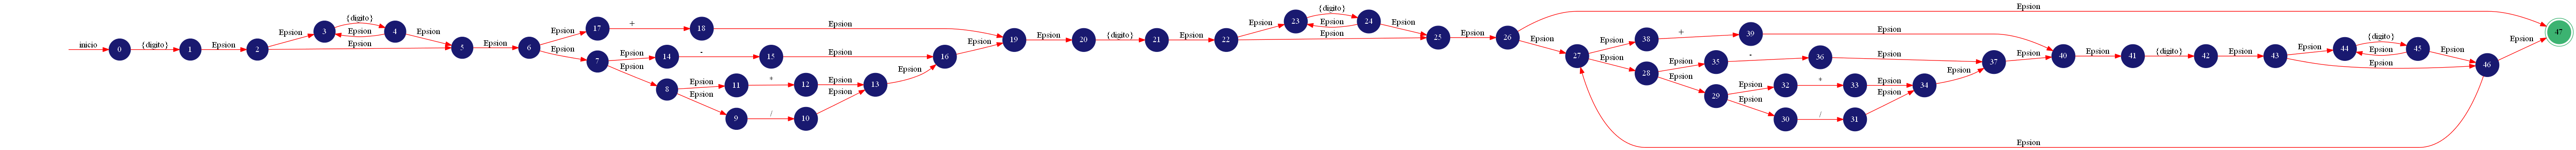 inicio
0
{digito}
1
Epsion
2
Epsion
3
{digito}
Epsion
4
Epsion
Epsion
5
Epsion
6
Epsion
17
+
18
Epsion
Epsion
7
Epsion
14
-
15
Epsion
Epsion
8
Epsion
11
+
12
Epsion
Epsion
9
/
10
Epsion
13
Epsion
16
Epsion
19
Epsion
20
{digito}
21
Epsion
22
Epsion
23
{digito}
Epsion
24
Epsion
Epsion
25
Epsion
26
Epsion
Epsion
27
Epsion
38
+
39
Epsion
Epsion
28
Epsion
35
-
36
Epsion
Epsion
29
Epsion
32
+
33
Epsion
Epsion
30
/
31
Epsion
34
Epsion
37
Epsion
40
Epsion
41
{digito}
42
Epsion
43
Epsion
44
{digito}
Epsion
45
Epsion
Epsion
46
Epsion
47
Epsion